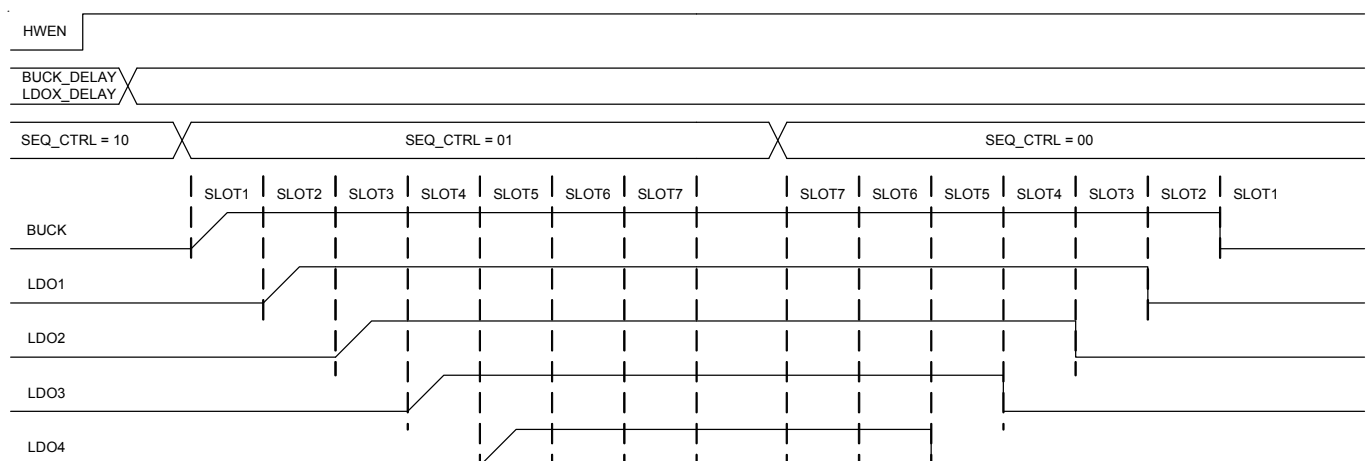 HWEN
BUCK_DELAY
LDOX_DELAY
SEQ_CTRL = 10 SEQ_CTRL = 01 SEQ_CTRL = 00
SLOT1 SLOT2 SLOT3 SLOT4 SLOT5 SLOT6 SLOT7 SLOT7 SLOT6 SLOT5 SLOT4 SLOT3 SLOT2 SLOT1
BUCK
LDO1
LDO2
LDO3
LDO4